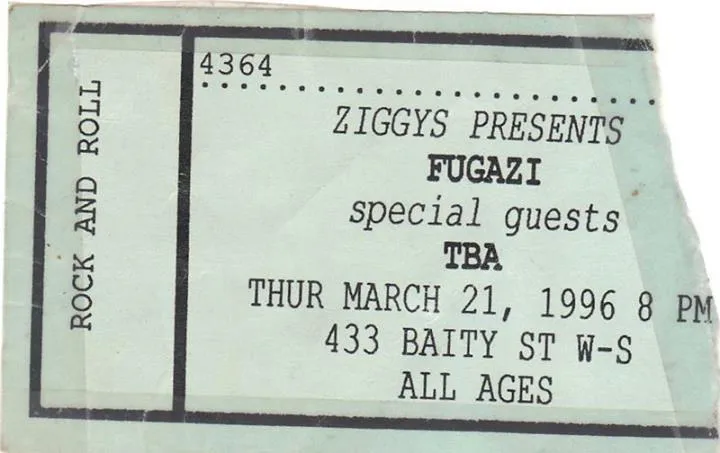 ROCK AND ROLL
4364
ZIGGYS PRESENTS
FUGAZI
special guests
TBA
THUR MARCH 21, 1996 8 PM
433 BAITY ST W-S
ALL AGES